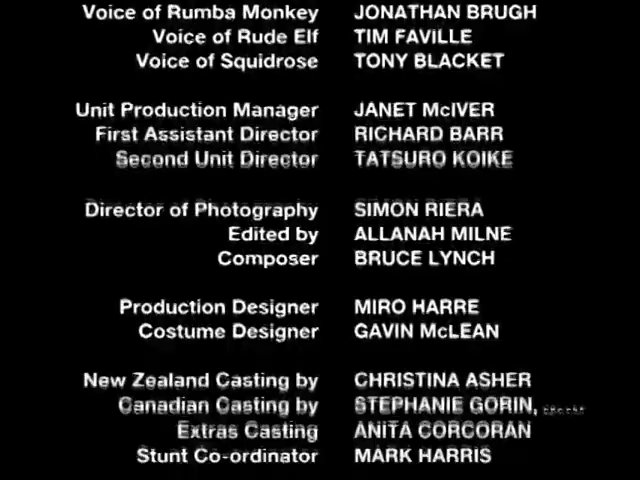 Voice of Rumba Monkey JONATHAN BRUGH
Voice of Rude Elf TIM FAVILLE
Voice of Squidrose TONY BLACKET
Unit Production Manager JANET McIVER
First Assistant Director RICHARD BARR
Second Unit Director TATSURO KOIKE
Director of Photography SIMON RIERA
Edited by ALLANAH MILNE
Composer BRUCE LYNCH
Production Designer MIRO HARRE
Costume Designer GAVIN McLEAN
New Zealand Casting by CHRISTINA ASHER
Canadian Casting by STEPHANIE GORIN,
Extras Casting ANITA CORCORAN
Stunt Co-ordinator MARK HARRIS